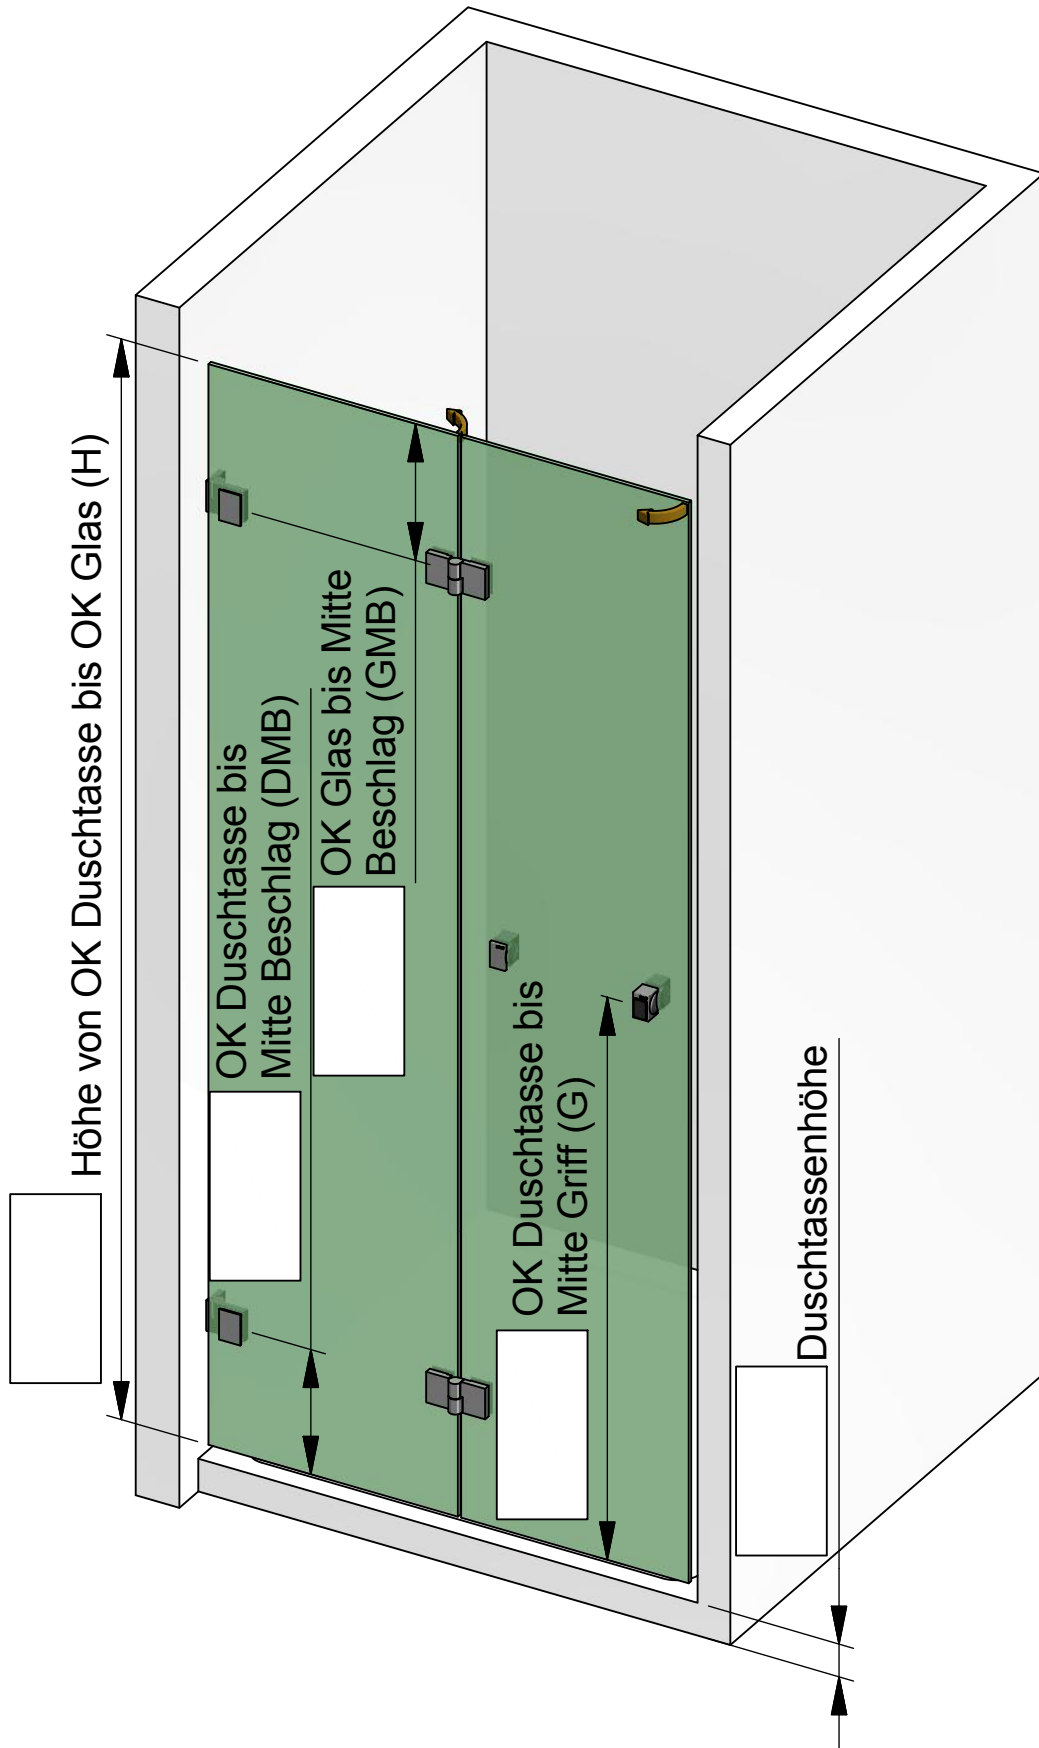 Höhe von OK Duschtasse bis OK Glas (H)
OK Duschtasse bis
Mitte Beschlag (DMB)
OK Glas bis Mitte
Beschlag (GMB)
OK Duschtasse bis
Mitte Griff (G)
Duschtassenhöhe